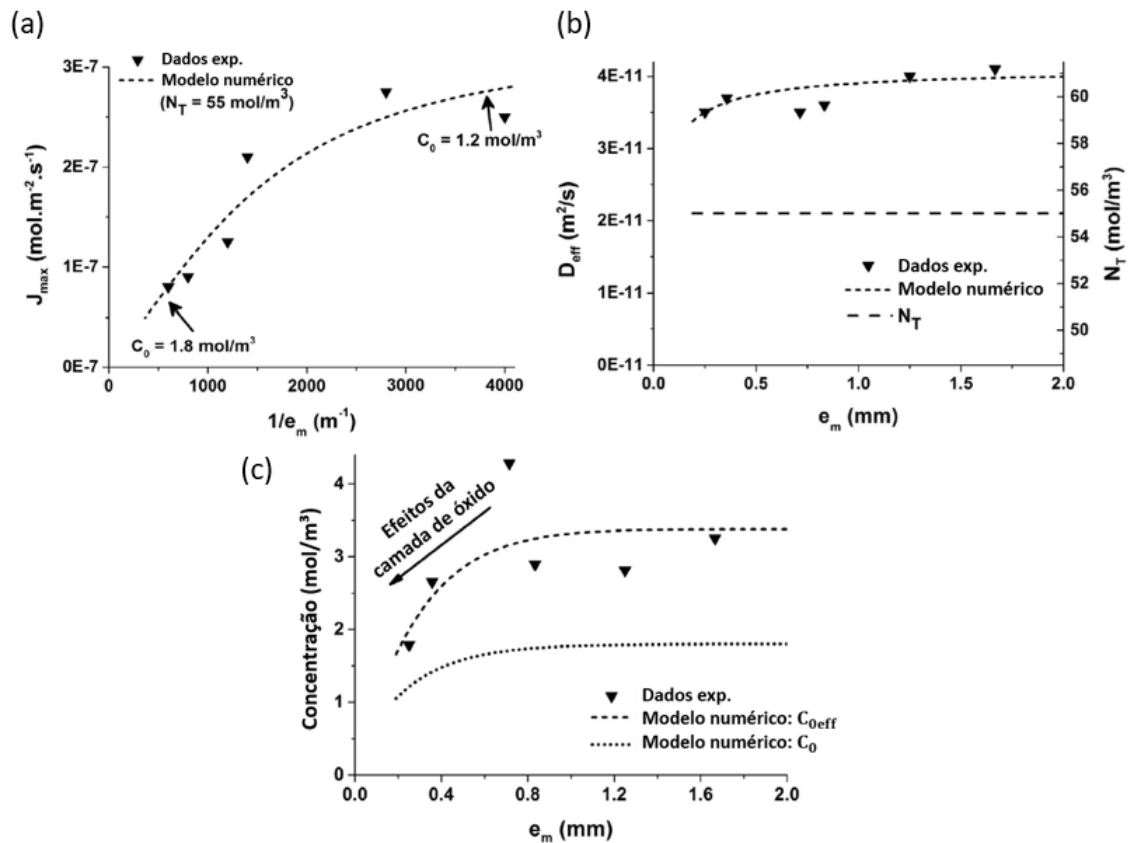 (a)
Dados exp.
Modelo numérico
(N_T = 55 mol/m³)
3E-7
2E-7
1E-7
0E-7
J_max (mol.m⁻².s⁻¹)
C_0 = 1.2 mol/m³
C_0 = 1.8 mol/m³
0 1000 2000 3000 4000
1/e_m (m⁻¹)
(b)
4E-11
3E-11
2E-11
1E-11
0E-11
D_eff (m²/s)
60
58
56
54
52
50
N_T (mol/m³)
Dados exp.
Modelo numérico
N_T
0.0 0.5 1.0 1.5 2.0
e_m (mm)
(c)
4
3
2
1
0
Concentração (mol/m³)
Efeitos da
camada de óxido
Dados exp.
Modelo numérico: C_0eff
Modelo numérico: C_0
0.0 0.4 0.8 1.2 1.6 2.0
e_m (mm)